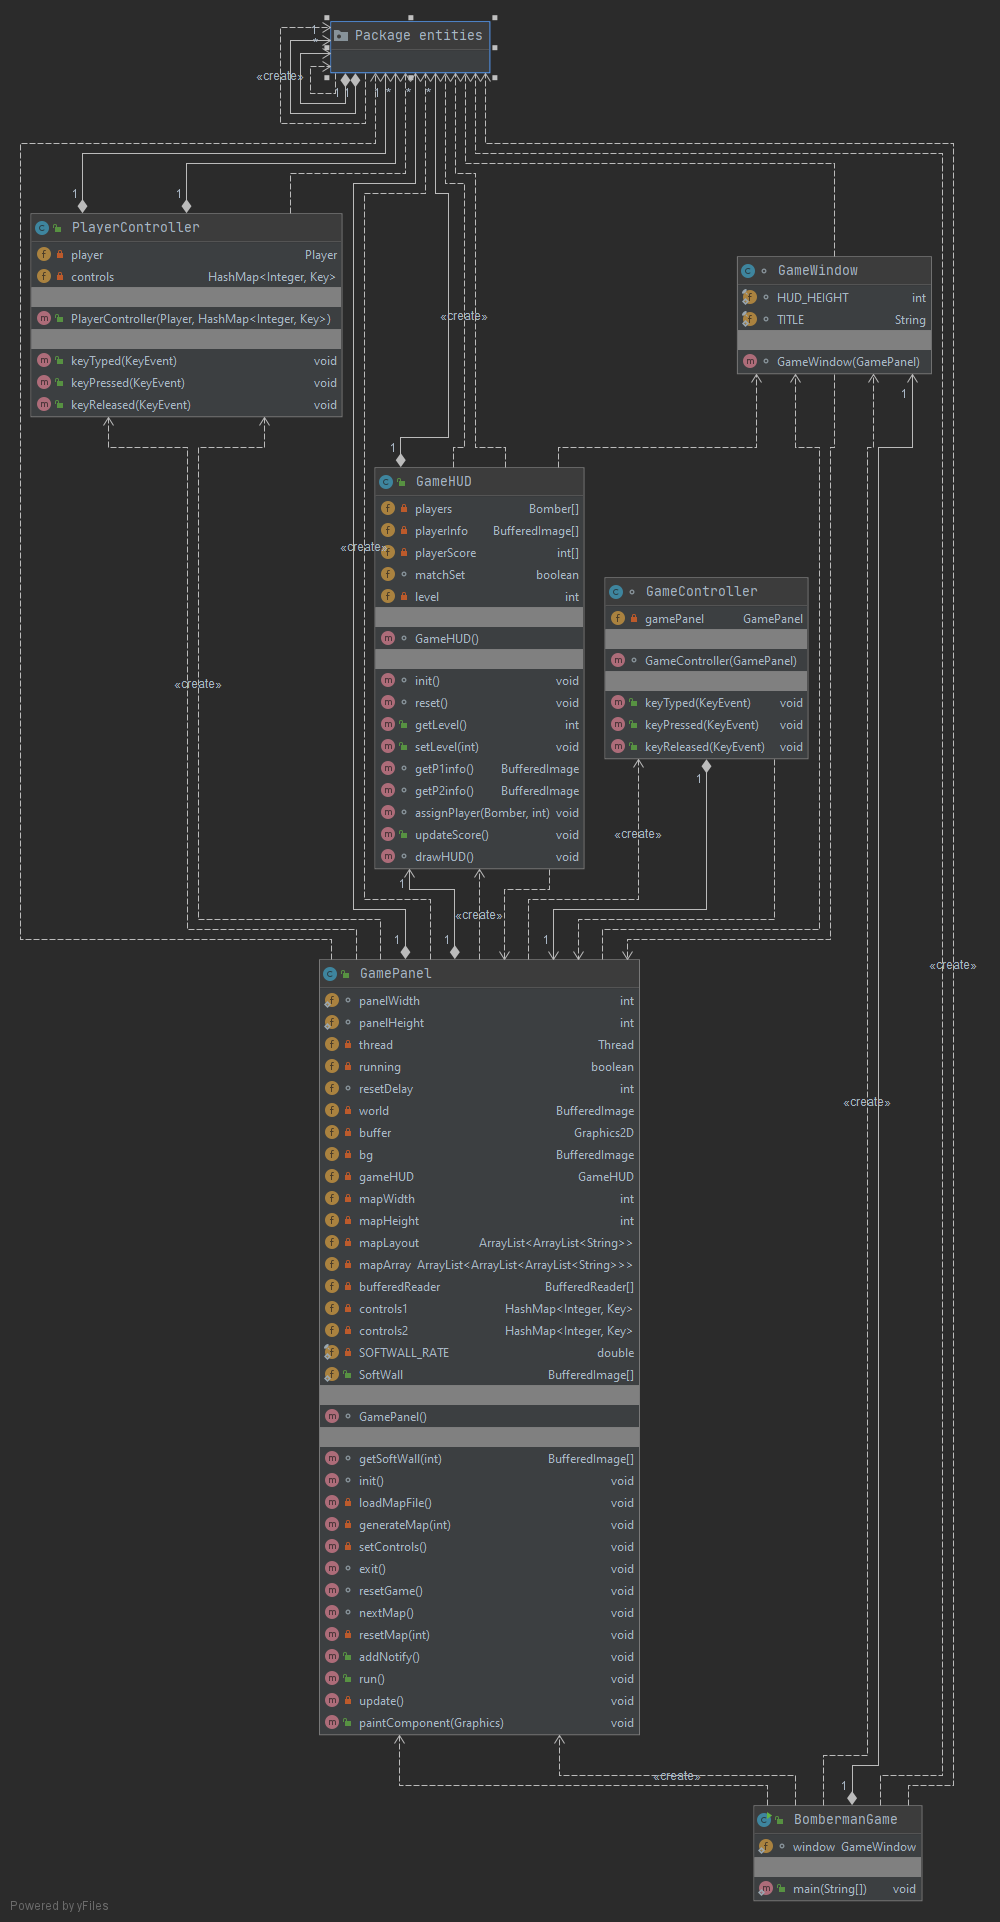 Package entities
«create»
1
*
1
1
1
*
*
*
1
1
PlayerController
player Player
controls HashMap<Integer, Key>
PlayerController(Player, HashMap<Integer, Key>)
keyTyped(KeyEvent) void
keyPressed(KeyEvent) void
keyReleased(KeyEvent) void
GameWindow
HUD_HEIGHT int
TITLE String
GameWindow(GamePanel)
«create»
1
1
GameHUD
players Bomber[]
playerInfo BufferedImage[]
playerScore int[]
matchSet boolean
level int
GameHUD()
init() void
reset() void
getLevel() int
setLevel(int) void
getP1info() BufferedImage
getP2info() BufferedImage
assignPlayer(Bomber, int) void
updateScore() void
drawHUD() void
«create»
GameController
gamePanel GamePanel
GameController(GamePanel)
keyTyped(KeyEvent) void
keyPressed(KeyEvent) void
keyReleased(KeyEvent) void
«create»
1
«create»
1
«create»
1
1
1
«create»
GamePanel
panelWidth int
panelHeight int
thread Thread
running boolean
resetDelay int
world BufferedImage
buffer Graphics2D
bg BufferedImage
gameHUD GameHUD
mapWidth int
mapHeight int
mapLayout ArrayList<ArrayList<String>>
mapArray ArrayList<ArrayList<ArrayList<String>>>
bufferedReader BufferedReader[]
controls1 HashMap<Integer, Key>
controls2 HashMap<Integer, Key>
SOFTWALL_RATE double
SoftWall BufferedImage[]
GamePanel()
getSoftWall(int) BufferedImage[]
init() void
loadMapFile() void
generateMap(int) void
setControls() void
exit() void
resetGame() void
nextMap() void
resetMap(int) void
addNotify() void
run() void
update() void
paintComponent(Graphics) void
«create»
«create»
1
BombermanGame
window GameWindow
main(String[]) void
Powered by yFiles